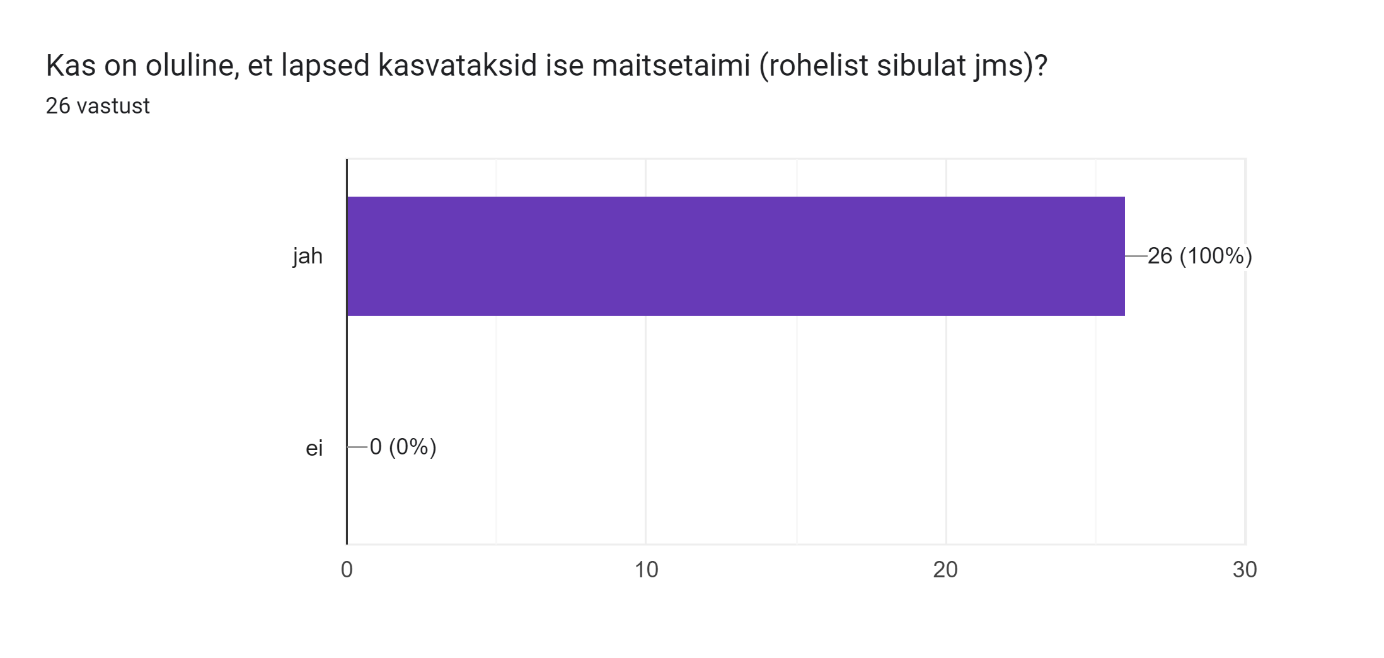 Kas on oluline, et lapsed kasvataksid ise maitsetaimi (rohelist sibulat jms)?
26 vastust
jah
26 (100%)
ei
0 (0%)
0
10
20
30